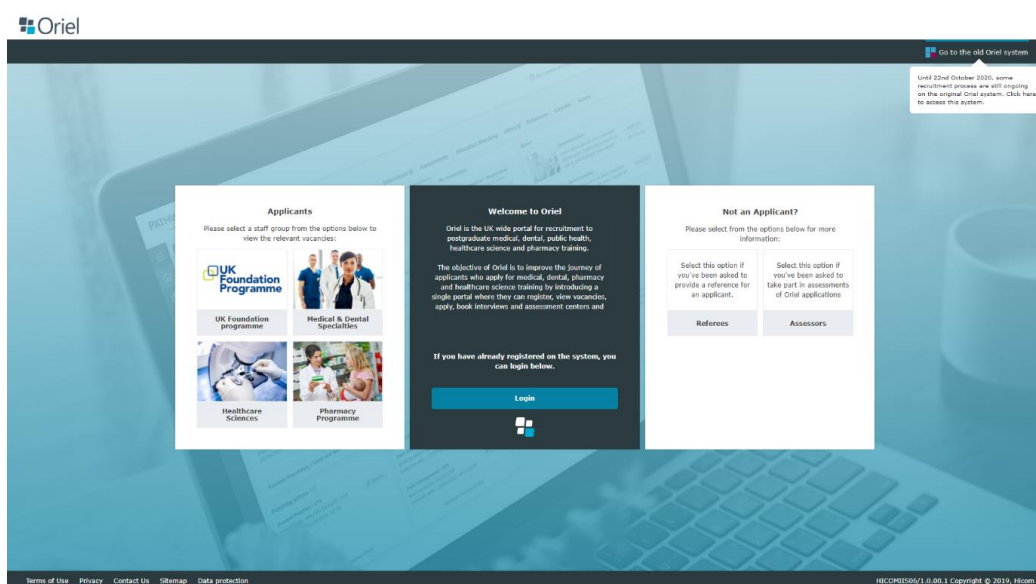 Oriel
Go to the old Oriel system
Until 22nd October 2020, some
recruitment process are still ongoing
on the original Oriel system. Click here
to access this system.
Applicants
Please select a staff group from the options below to
view the relevant vacancies:
UK
Foundation
Programme
UK Foundation
programme
Medical & Dental
Specialties
Healthcare
Sciences
Pharmacy
Programme
Welcome to Oriel
Oriel is the UK wide portal for recruitment to
postgraduate medical, dental, public health,
healthcare science and pharmacy training.
The objective of Oriel is to improve the journey of
applicants who apply for medical, dental, pharmacy
and healthcare science training by introducing a
single portal where they can register, view vacancies,
apply, book interviews and assessment centers and
If you have already registered on the system, you
can login below.
Login
Not an Applicant?
Please select from the options below for more
information:
Select this option if
you've been asked to
provide a reference for
an applicant.
Referees
Select this option if
you've been asked to
take part in assessments
of Oriel applications
Assessors
Terms of Use Privacy Contact Us Sitemap Data protection
HICOMIIS06/1.0.00.1 Copyright © 2019, Hicom